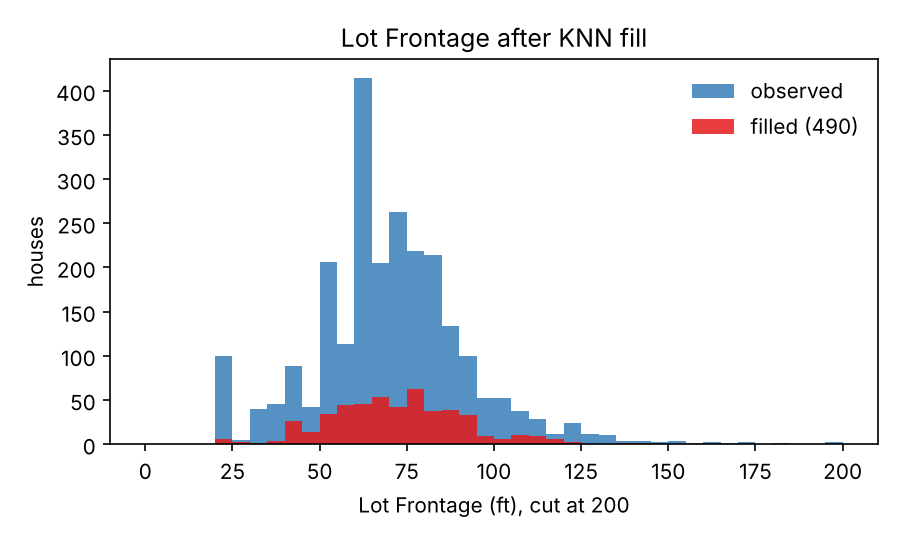 Lot Frontage after KNN fill
observed
filled (490)
houses
400
350
300
250
200
150
100
50
0
0 25 50 75 100 125 150 175 200
Lot Frontage (ft), cut at 200